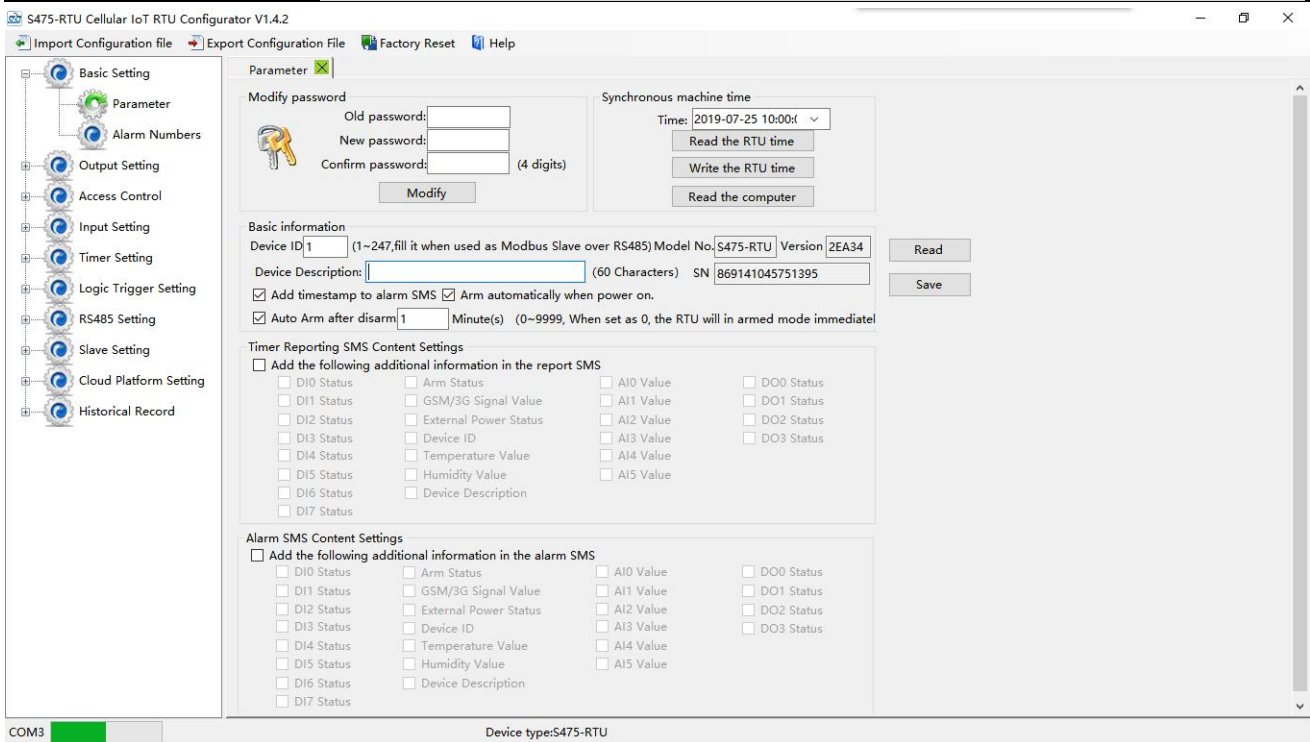 S475-RTU Cellular IoT RTU Configurator V1.4.2
Import Configuration file Export Configuration File Factory Reset Help
Basic Setting
Parameter
Alarm Numbers
Output Setting
Access Control
Input Setting
Timer Setting
Logic Trigger Setting
RS485 Setting
Slave Setting
Cloud Platform Setting
Historical Record
Parameter
Modify password
Old password:
New password:
Confirm password: (4 digits)
Modify
Synchronous machine time
Time: 2019-07-25 10:00:(
Read the RTU time
Write the RTU time
Read the computer
Basic information
Device ID 1 (1~247,fill it when used as Modbus Slave over RS485) Model No. S475-RTU Version 2EA34
Device Description: (60 Characters) SN 869141045751395
Add timestamp to alarm SMS Arm automatically when power on.
Auto Arm after disarm 1 Minute(s) (0~9999, When set as 0, the RTU will in armed mode immediatel
Read
Save
Timer Reporting SMS Content Settings
Add the following additional information in the report SMS
DI0 Status Arm Status AI0 Value DO0 Status
DI1 Status GSM/3G Signal Value AI1 Value DO1 Status
DI2 Status External Power Status AI2 Value DO2 Status
DI3 Status Device ID AI3 Value DO3 Status
DI4 Status Temperature Value AI4 Value
DI5 Status Humidity Value AI5 Value
DI6 Status Device Description
DI7 Status
Alarm SMS Content Settings
Add the following additional information in the alarm SMS
DI0 Status Arm Status AI0 Value DO0 Status
DI1 Status GSM/3G Signal Value AI1 Value DO1 Status
DI2 Status External Power Status AI2 Value DO2 Status
DI3 Status Device ID AI3 Value DO3 Status
DI4 Status Temperature Value AI4 Value
DI5 Status Humidity Value AI5 Value
DI6 Status Device Description
DI7 Status
COM3 Device type:S475-RTU